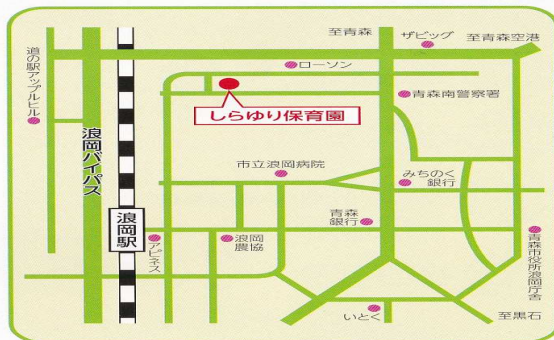 至青森
ザ・ビッグ
至青森空港
ローソン
道の駅アップルヒル
青森南警察署
しらゆり保育園
浪岡バイパス
市立浪岡病院
みちのく
銀行
浪岡駅
青森
銀行
アピネス
浪岡
農協
青森市役所浪岡庁舎
いとく
至黒石